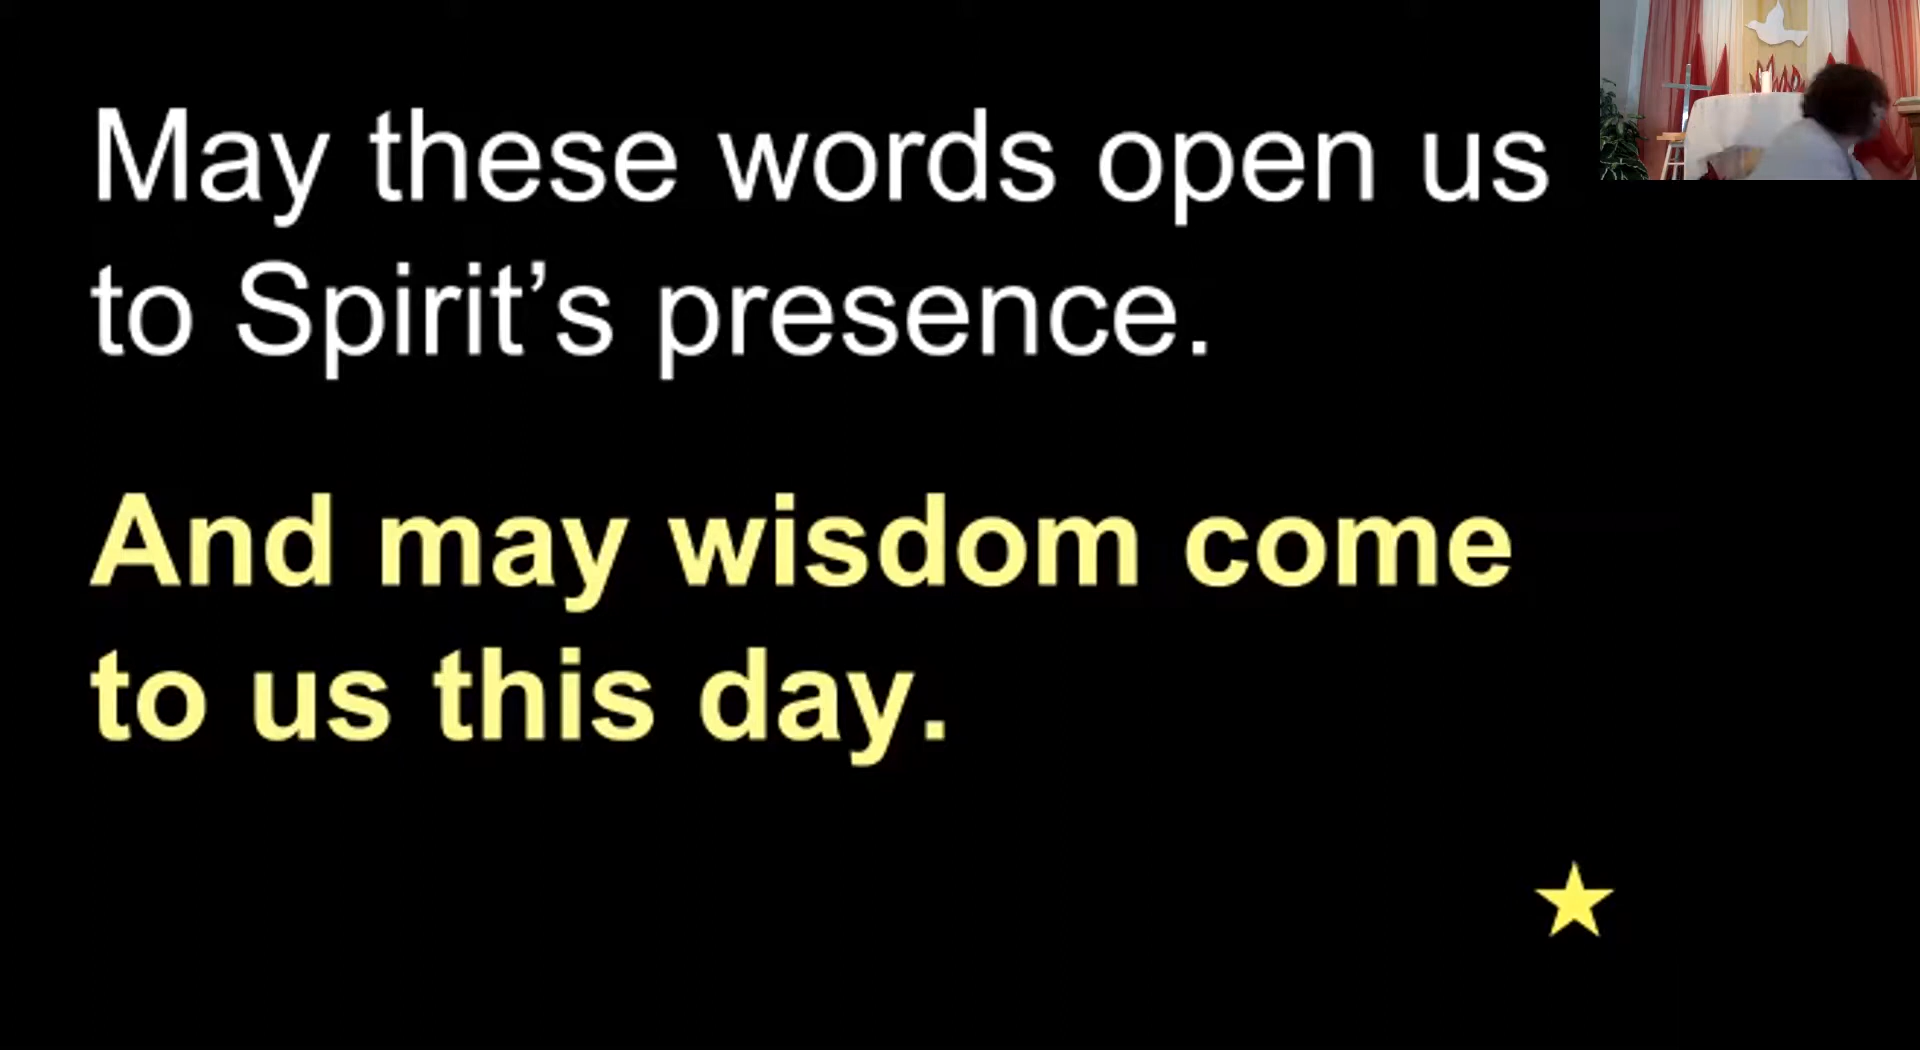 May these words open us
to Spirit’s presence.
And may wisdom come
to us this day.